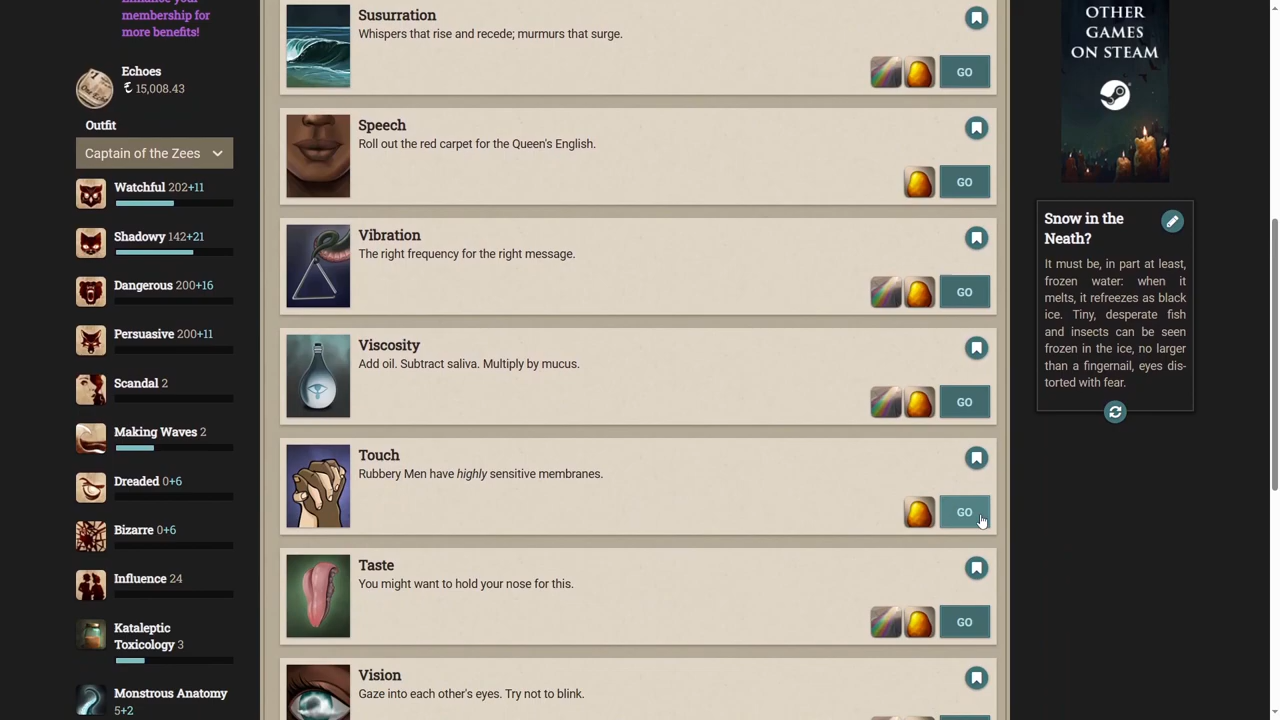 Enhance your
membership for
more benefits!
Echoes
15,008.43
Outfit
Captain of the Zees
Watchful 202+11
Shadowy 142+21
Dangerous 200+16
Persuasive 200+11
Scandal 2
Making Waves 2
Dreaded 0+6
Bizarre 0+6
Influence 24
Kataleptic
Toxicology 3
Monstrous Anatomy
5+2
Susurration
Whispers that rise and recede; murmurs that surge.
GO
Speech
Roll out the red carpet for the Queen's English.
GO
Vibration
The right frequency for the right message.
GO
Viscosity
Add oil. Subtract saliva. Multiply by mucus.
GO
Touch
Rubbery Men have highly sensitive membranes.
GO
Taste
You might want to hold your nose for this.
GO
Vision
Gaze into each other's eyes. Try not to blink.
OTHER
GAMES
ON STEAM
Snow in the
Neath?
It must be, in part at least,
frozen water: when it
melts, it refreezes as black
ice. Tiny, desperate fish
and insects can be seen
frozen in the ice, no larger
than a fingernail, eyes dis-
torted with fear.